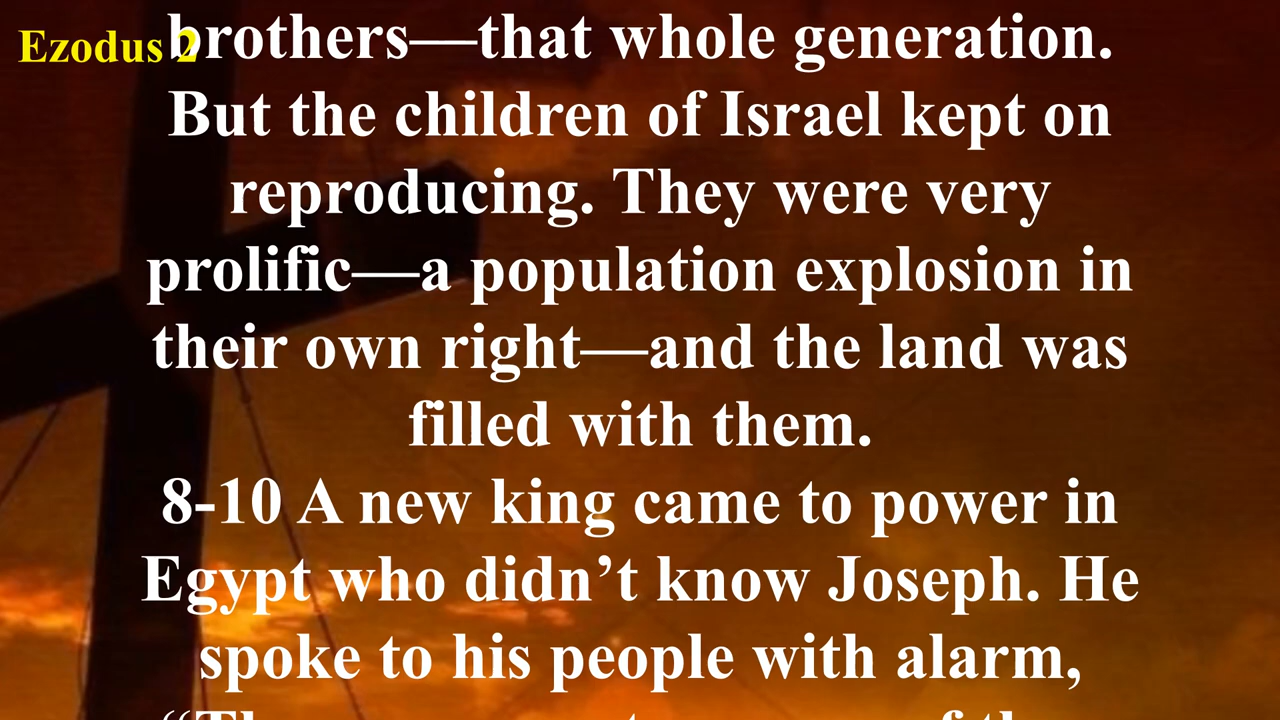 Ezodus 2
brothers—that whole generation.
But the children of Israel kept on
reproducing. They were very
prolific—a population explosion in
their own right—and the land was
filled with them.
8-10 A new king came to power in
Egypt who didn’t know Joseph. He
spoke to his people with alarm,